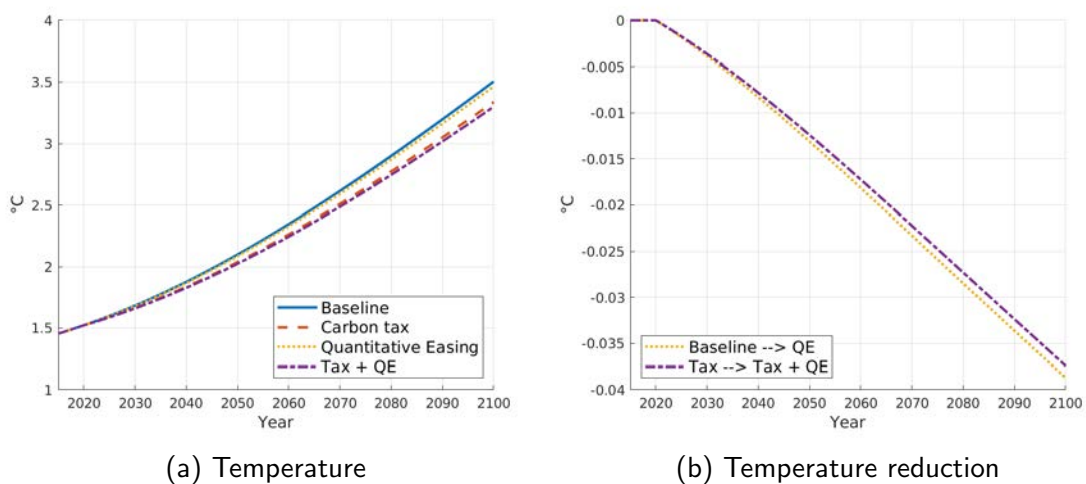 4
3.5
3
2.5
2
1.5
1
°C
2020 2030 2040 2050 2060 2070 2080 2090 2100
Year
Baseline
Carbon tax
Quantitative Easing
Tax + QE
(a) Temperature
0
-0.005
-0.01
-0.015
-0.02
-0.025
-0.03
-0.035
-0.04
°C
2020 2030 2040 2050 2060 2070 2080 2090 2100
Year
Baseline --> QE
Tax --> Tax + QE
(b) Temperature reduction